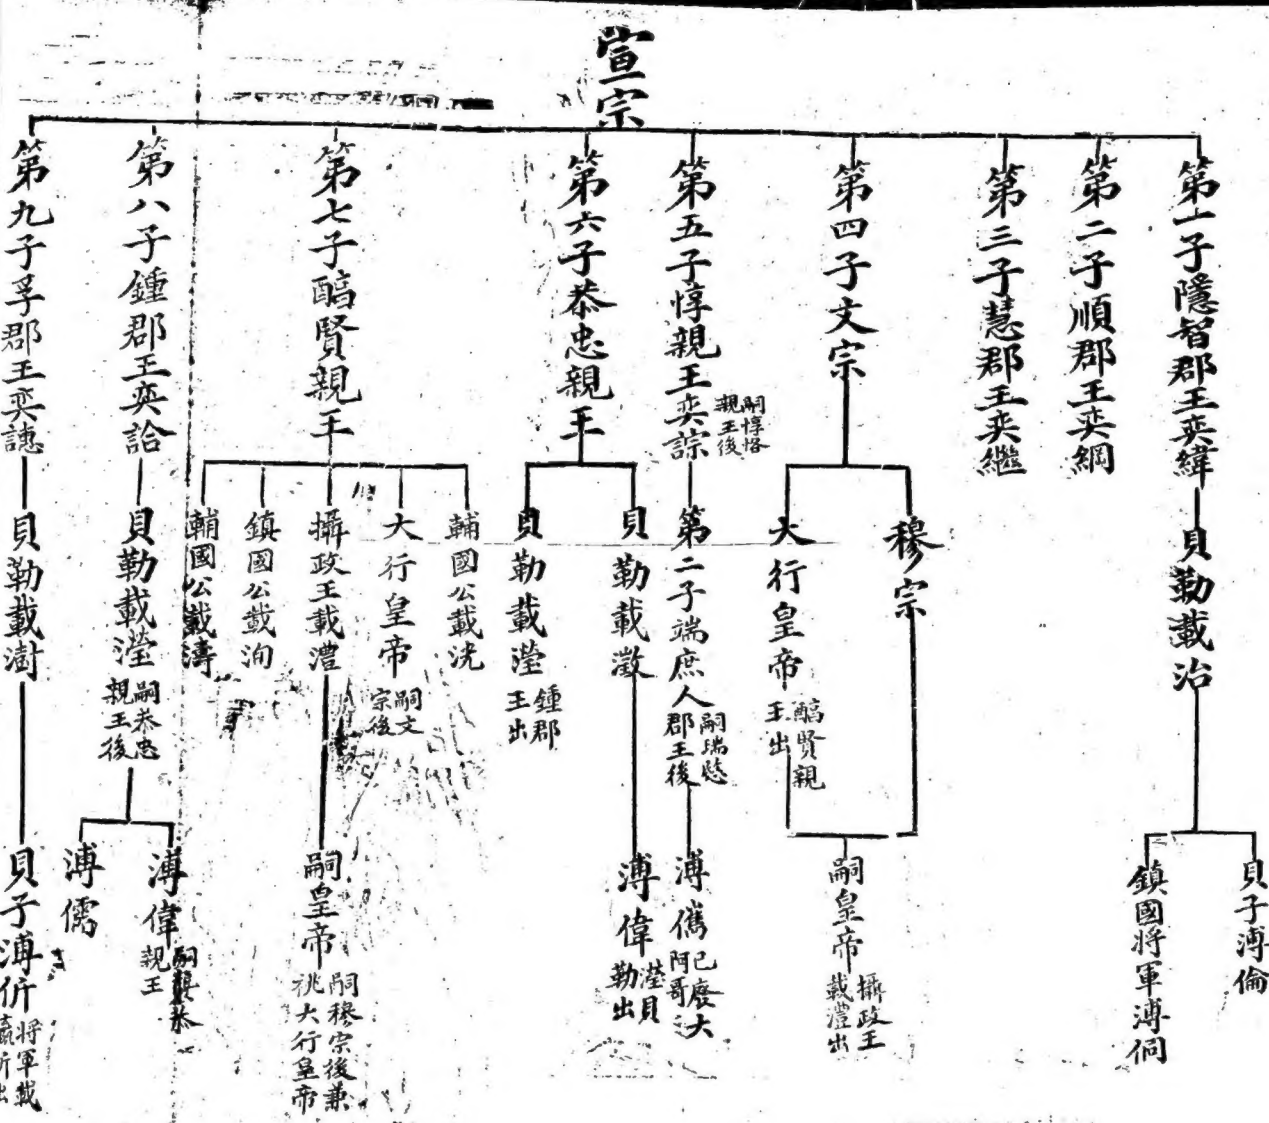 宣宗
第一子隱智郡王奕緯
貝勒載治
貝子溥倫
鎮國將軍溥侗
第二子順郡王奕綱
第三子慧郡王奕繼
第四子文宗
穆宗
大行皇帝
醕賢親
王出
嗣皇帝
攝政王
載灃出
第五子惇親王奕誴
嗣惇恪
親王後
第二子端庶人
嗣瑞慜
郡王後
溥儁
已廢大
阿哥
第六子恭忠親王
貝勒載澂
溥偉
瀅貝
勒出
貝勒載瀅
鍾郡
王出
第七子醕賢親王
輔國公載洸
大行皇帝
嗣文
宗後
攝政王載灃
嗣皇帝
嗣穆宗後兼
祧大行皇帝
鎮國公載洵
輔國公載濤
第八子鍾郡王奕詥
貝勒載瀅
嗣恭忠
親王後
溥偉
嗣襲恭
親王
溥儒
第九子孚郡王奕譓
貝勒載澍
貝子溥伒
將軍載